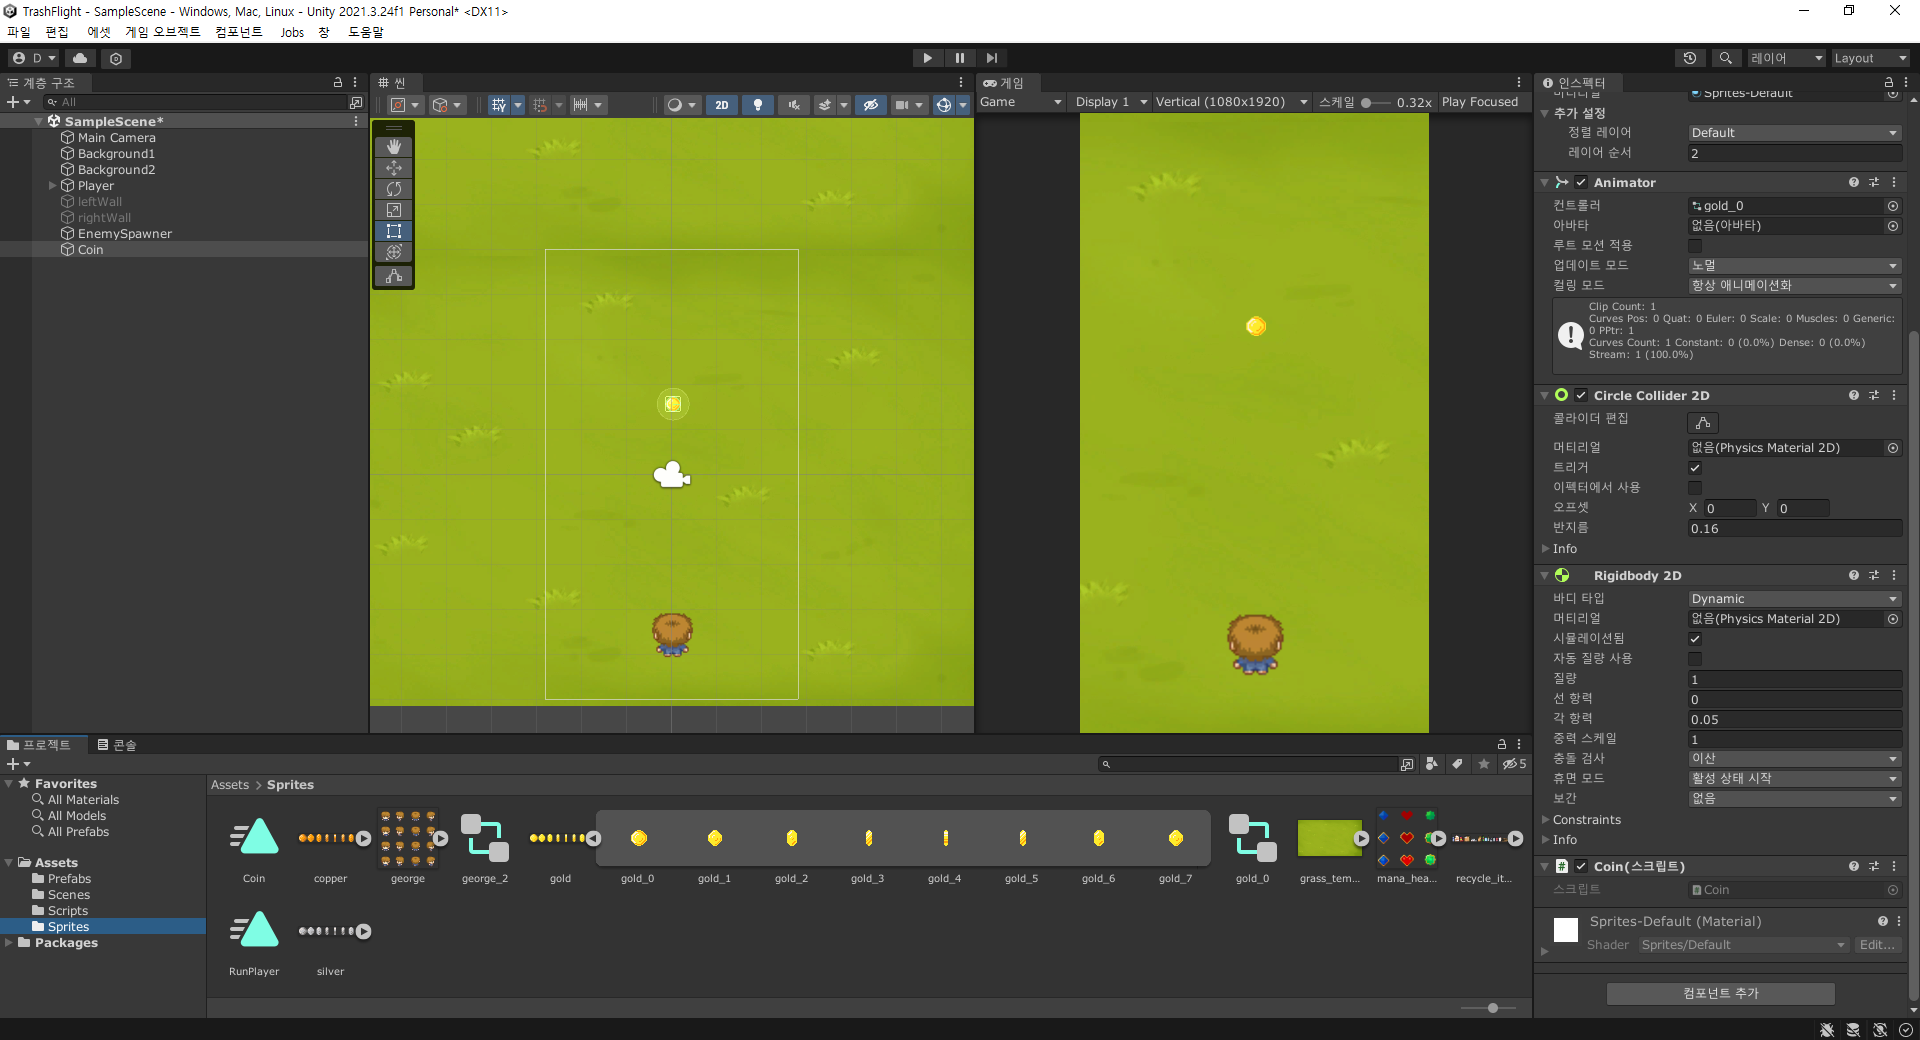 TrashFlight - SampleScene - Windows, Mac, Linux - Unity 2021.3.24f1 Personal* <DX11>
파일 편집 에셋 게임 오브젝트 컴포넌트 Jobs 창 도움말
D
레이어 Layout
계층 구조
All
SampleScene*
Main Camera
Background1
Background2
Player
leftWall
rightWall
EnemySpawner
Coin
씬
2D
게임
Game Display 1 Vertical (1080x1920) 스케일 0.32x Play Focused
인스펙터
머티리얼 Sprites-Default
추가 설정
정렬 레이어 Default
레이어 순서 2
Animator
컨트롤러 gold_0
아바타 없음(아바타)
루트 모션 적용
업데이트 모드 노멀
컬링 모드 항상 애니메이션화
Clip Count: 1
Curves Pos: 0 Quat: 0 Euler: 0 Scale: 0 Muscles: 0 Generic:
0 PPtr: 1
Curves Count: 1 Constant: 0 (0.0%) Dense: 0 (0.0%)
Stream: 1 (100.0%)
Circle Collider 2D
콜라이더 편집
머티리얼 없음(Physics Material 2D)
트리거
이펙터에서 사용
오프셋 X 0 Y 0
반지름 0.16
Info
Rigidbody 2D
바디 타입 Dynamic
머티리얼 없음(Physics Material 2D)
시뮬레이션됨
자동 질량 사용
질량 1
선 항력 0
각 항력 0.05
중력 스케일 1
충돌 검사 이산
휴면 모드 활성 상태 시작
보간 없음
Constraints
Info
Coin(스크립트)
스크립트 Coin
Sprites-Default (Material)
Shader Sprites/Default Edit...
컴포넌트 추가
프로젝트 콘솔
5
Favorites
All Materials
All Models
All Prefabs
Assets
Prefabs
Scenes
Scripts
Sprites
Packages
Assets > Sprites
Coin copper george george_2 gold gold_0 gold_1 gold_2 gold_3 gold_4 gold_5 gold_6 gold_7 gold_0 grass_tem... mana_hea... recycle_it...
RunPlayer silver